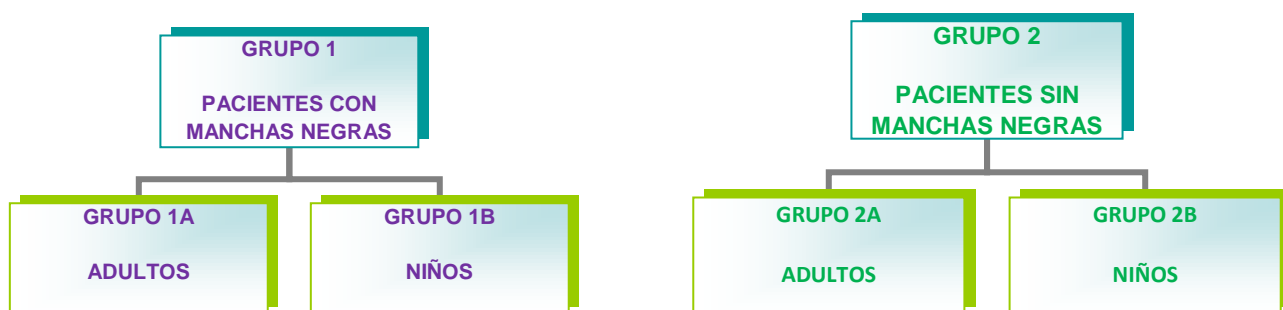 GRUPO 1
PACIENTES CON
MANCHAS NEGRAS
GRUPO 1A
ADULTOS
GRUPO 1B
NIÑOS
GRUPO 2
PACIENTES SIN
MANCHAS NEGRAS
GRUPO 2A
ADULTOS
GRUPO 2B
NIÑOS